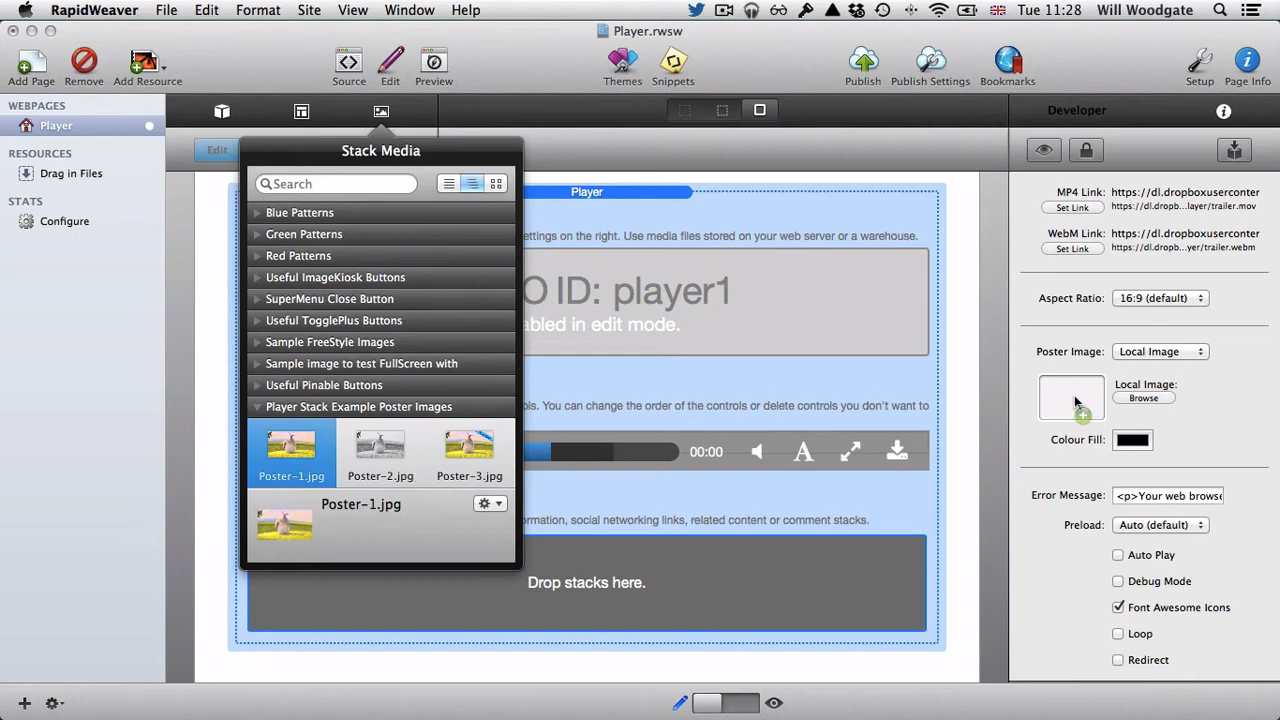 RapidWeaver File Edit Format Site View Window Help Tue 11:28 Will Woodgate
Player.rwsw
Add Page Remove Add Resource Source Edit Preview Themes Snippets Publish Publish Settings Bookmarks Setup Page Info
WEBPAGES
Player
RESOURCES
Drag in Files
STATS
Configure
Edit
Stack Media
Search
Blue Patterns
Green Patterns
Red Patterns
Useful ImageKiosk Buttons
SuperMenu Close Button
Useful TogglePlus Buttons
Sample FreeStyle Images
Sample image to test FullScreen with
Useful Pinable Buttons
Player Stack Example Poster Images
Poster-1.jpg Poster-2.jpg Poster-3.jpg
Poster-1.jpg
Player
ettings on the right. Use media files stored on your web server or a warehouse.
O ID: player1
abled in edit mode.
ols. You can change the order of the controls or delete controls you don't want to
00:00 A
ormation, social networking links, related content or comment stacks.
Drop stacks here.
Developer
MP4 Link: https://dl.dropboxuserconter
Set Link https://dl.dropb...layer/trailer.mov
WebM Link: https://dl.dropboxuserconter
Set Link https://dl.dropb...yer/trailer.webm
Aspect Ratio: 16:9 (default)
Poster Image: Local Image
Local Image:
Browse
Colour Fill:
Error Message: <p>Your web browse
Preload: Auto (default)
Auto Play
Debug Mode
Font Awesome Icons
Loop
Redirect